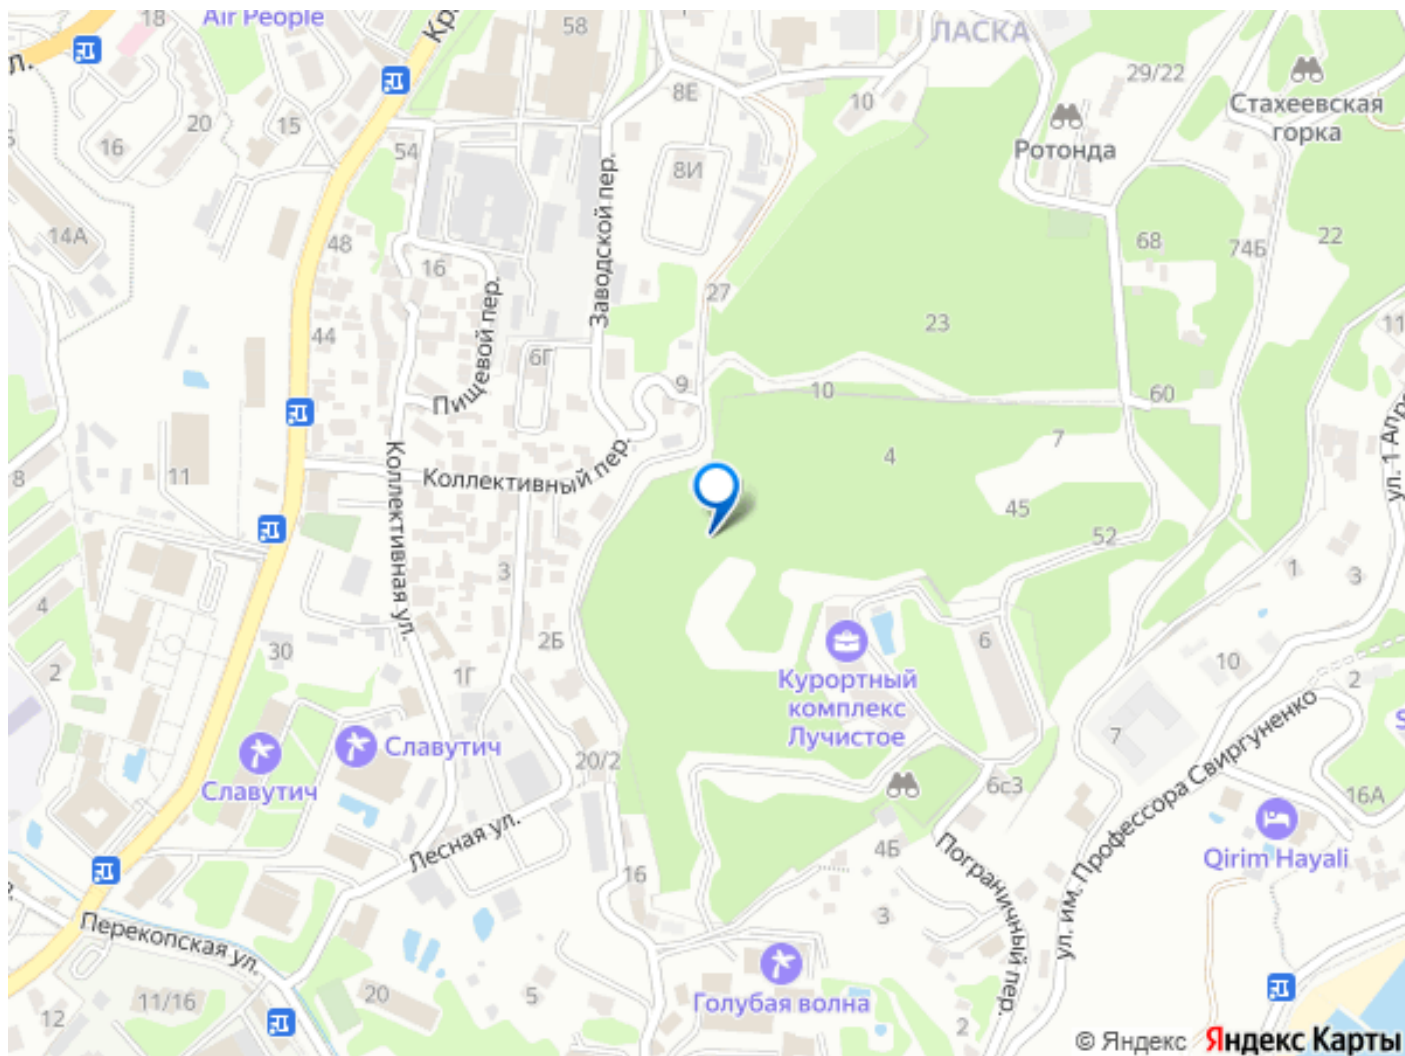 18
Air People
58
ЛАСКА
29/22
Стахеевская
горка
л.
20
15
16
54
8Е
10
8И
Ротонда
Заводской пер.
14А
48
16
68
74Б
22
27
23
11
44
6Г
Пищевой пер.
9
10
60
Коллективный пер.
Коллективная ул.
4
7
8
11
45
52
3
1
3
4
2
30
2Б
1Г
6
10
2
Курортный
комплекс
Лучистое
Славутич
Славутич
20/2
7
6с3
16А
ул. им. Профессора Свиргуненко
Qirim Hayali
Лесная ул.
4Б
Пограничный пер.
16
3
Перекопская ул.
Голубая волна
11/16
20
5
12
2
© Яндекс Яндекс Карты